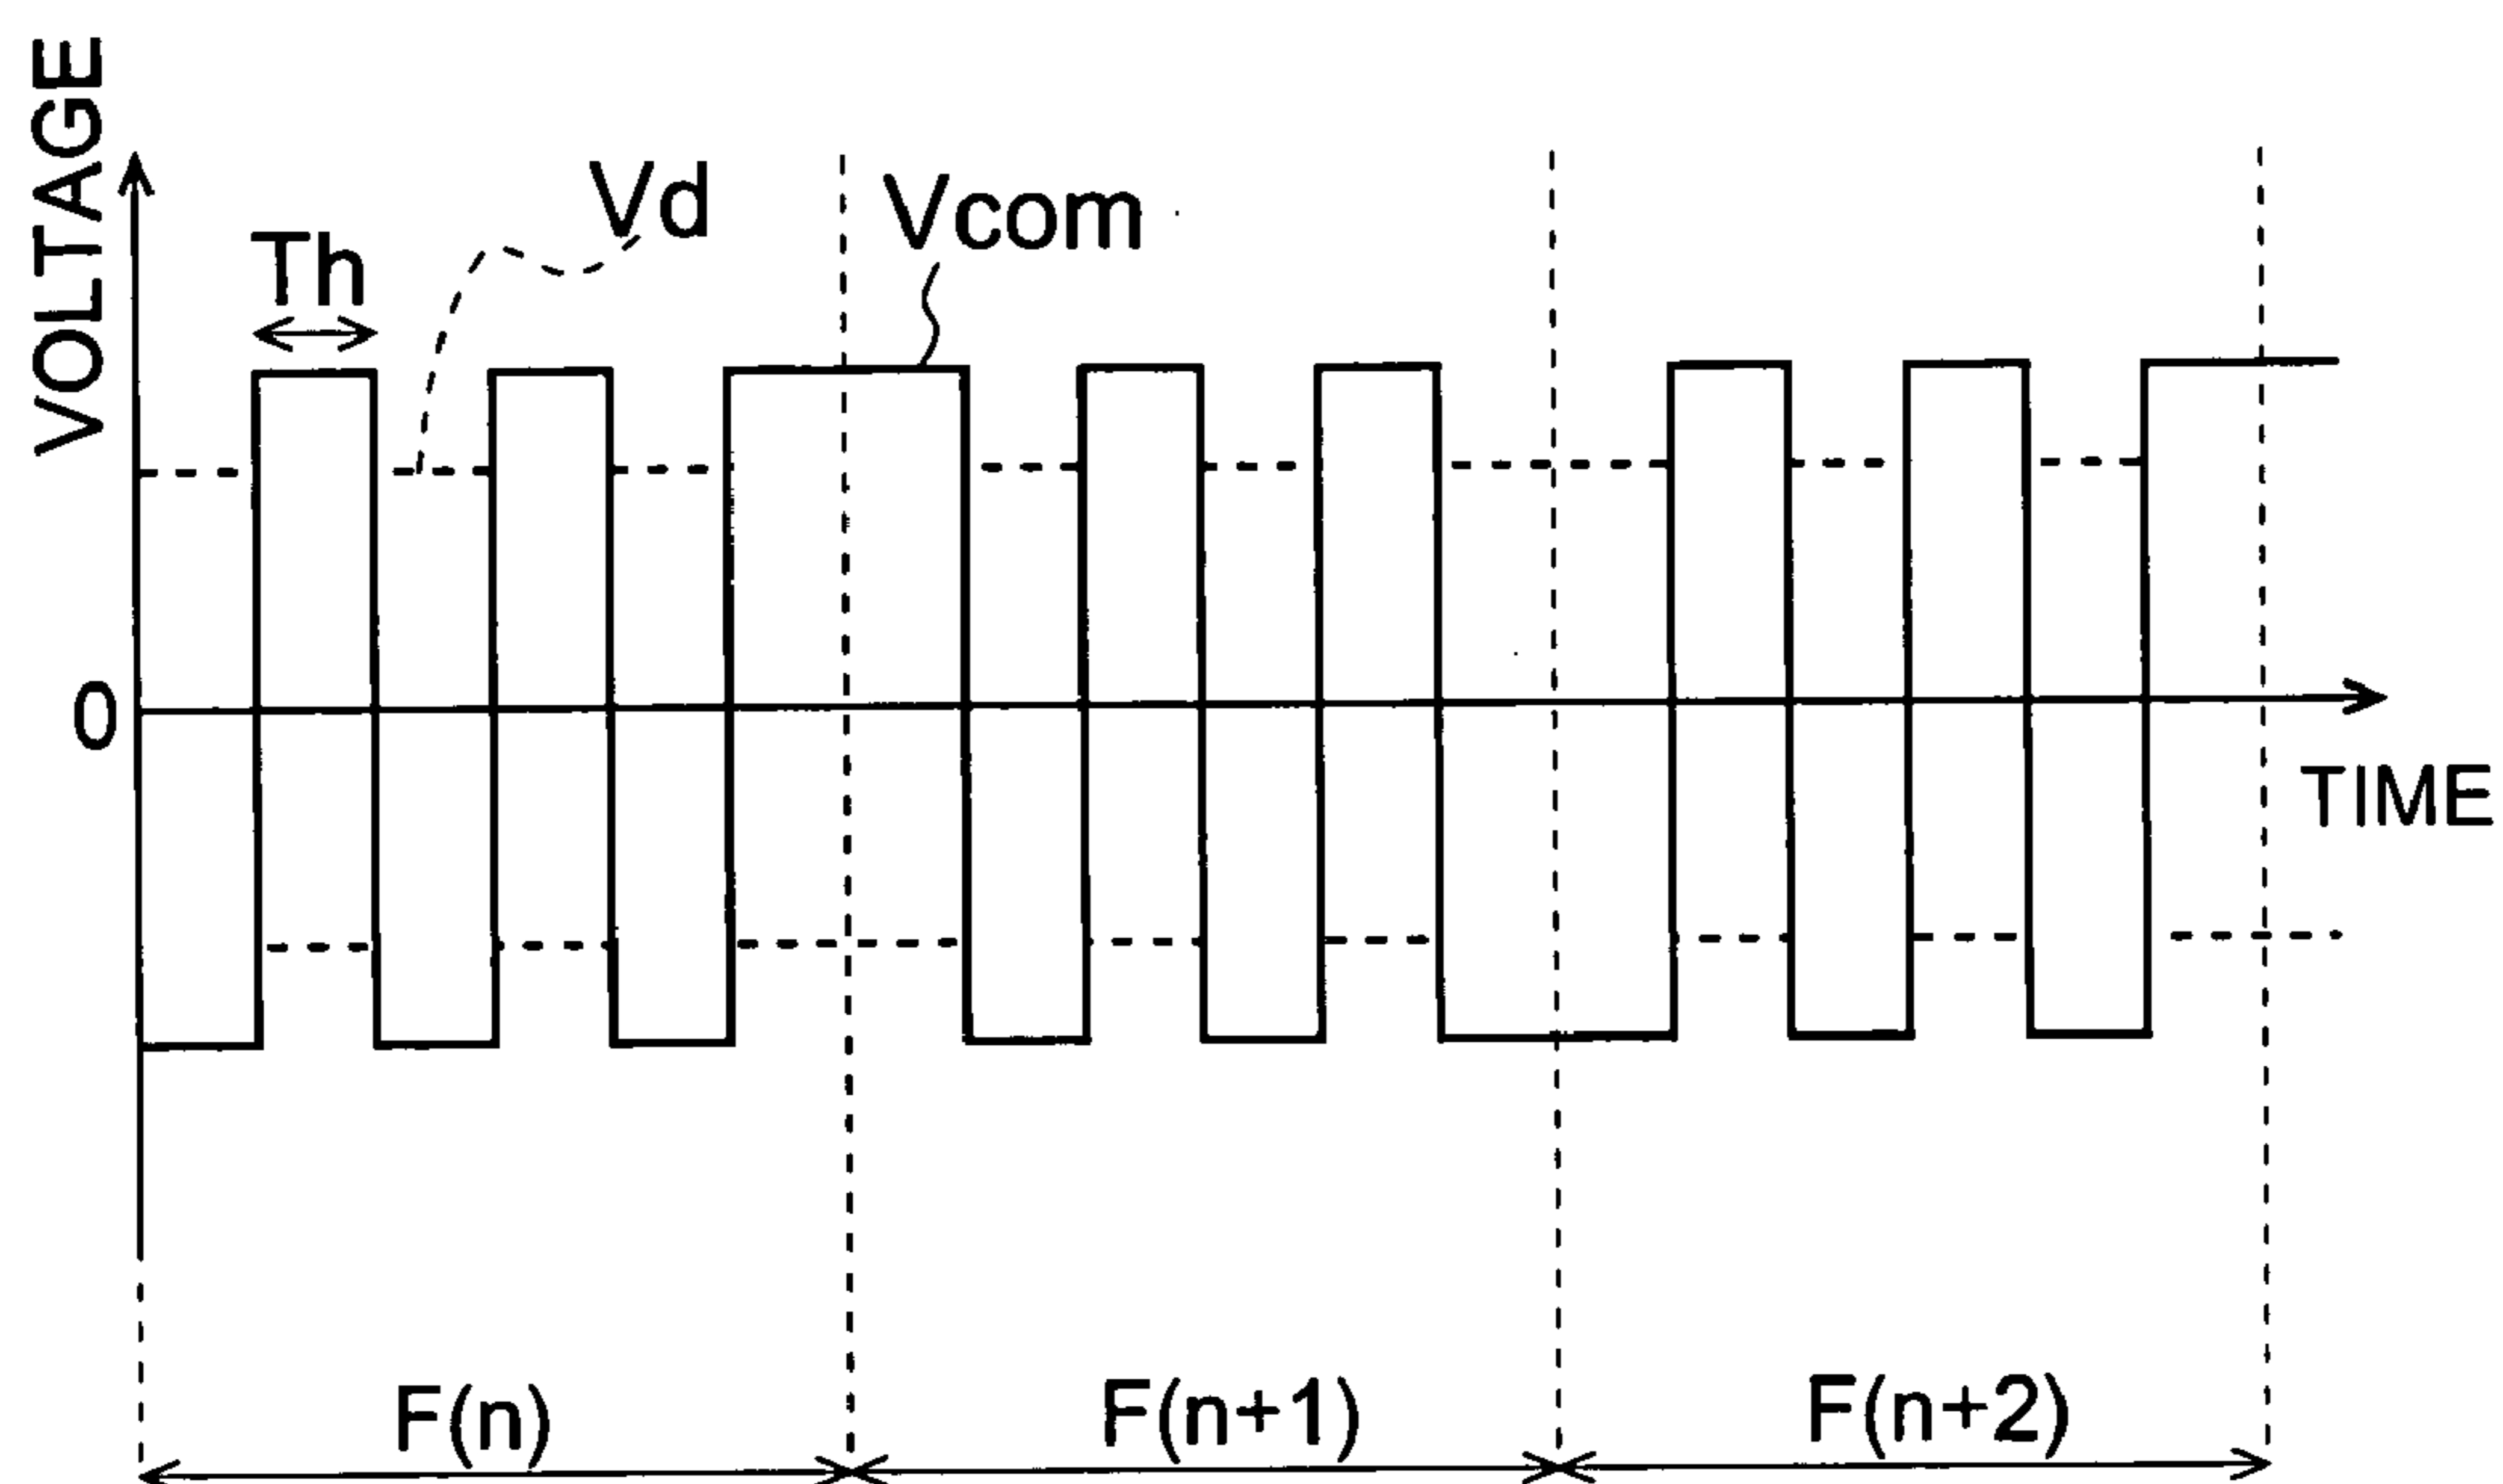 VOLTAGE
Th
Vd
Vcom
0
TIME
F(n)
F(n+1)
F(n+2)